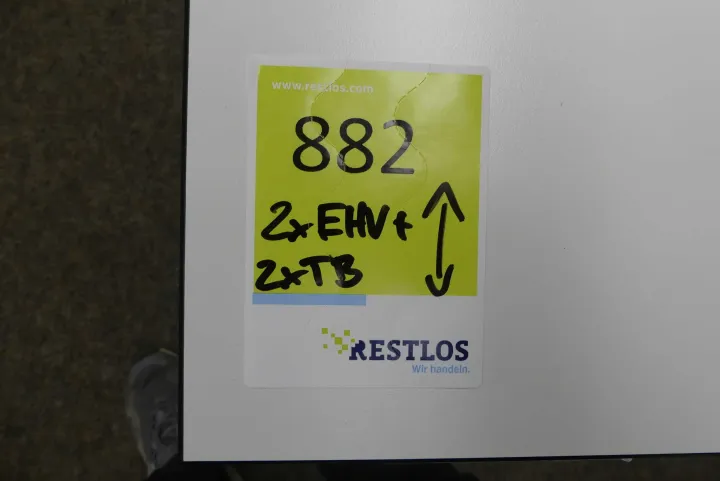 www.restlos.com
882
2xEHV+
2xTB
RESTLOS
Wir handeln.